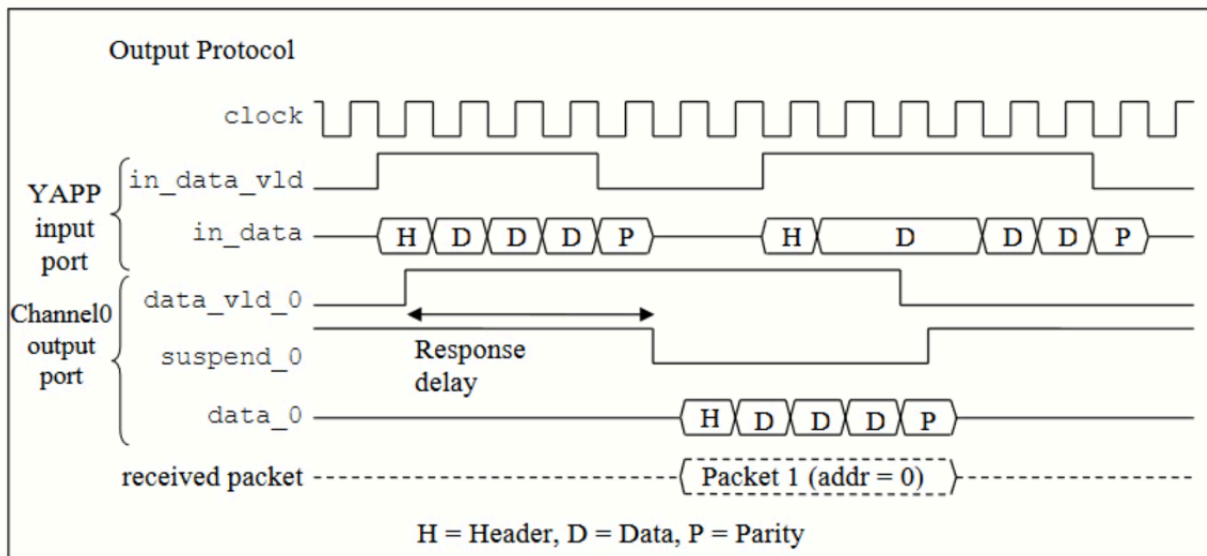 Output Protocol
clock
YAPP
input
port
in_data_vld
in_data
H D D D P H D D D P
Channel0
output
port
data_vld_0
Response
delay
suspend_0
data_0
H D D D P
received packet
Packet 1 (addr = 0)
H = Header, D = Data, P = Parity